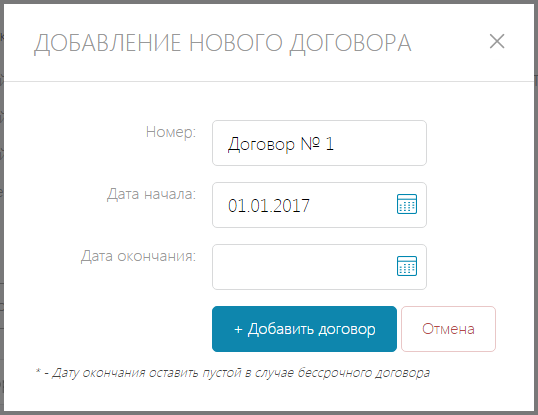 ДОБАВЛЕНИЕ НОВОГО ДОГОВОРА
Номер:
Договор № 1
Дата начала:
01.01.2017
Дата окончания:
+ Добавить договор
Отмена
* - Дату окончания оставить пустой в случае бессрочного договора